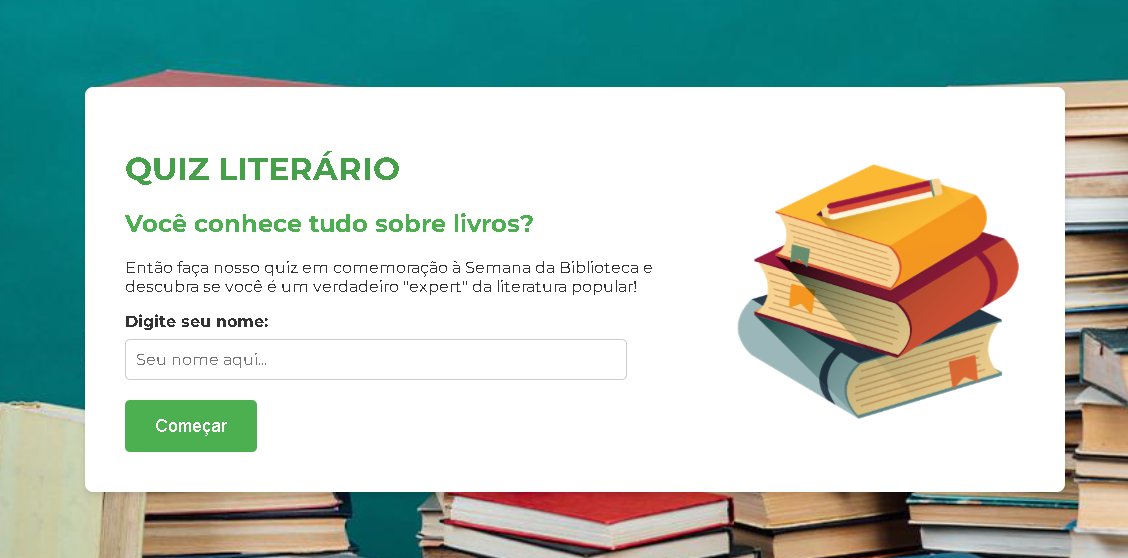 QUIZ LITERÁRIO
Você conhece tudo sobre livros?
Então faça nosso quiz em comemoração à Semana da Biblioteca e
descubra se você é um verdadeiro "expert" da literatura popular!
Digite seu nome:
Seu nome aqui...
Começar